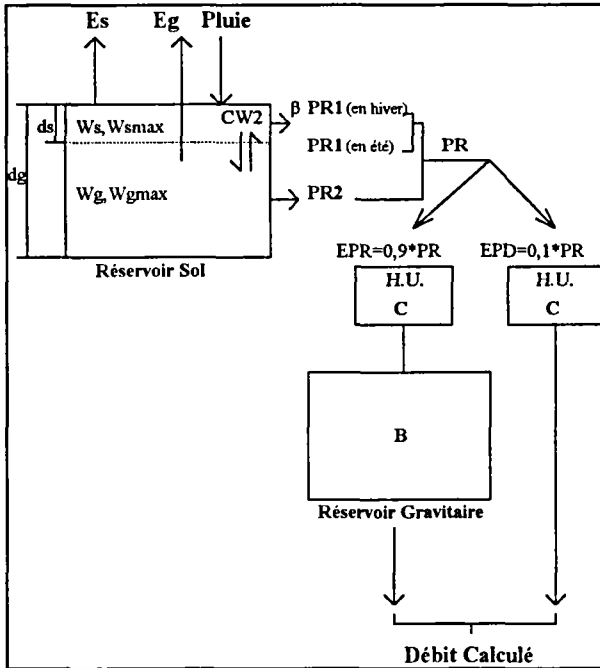 Es Eg Pluie
β PR1 (en hiver)
CW2
ds Ws, Wsmax
PR1 (en été) PR
dg
Wg, Wgmax PR2
EPR=0,9*PR EPD=0,1*PR
Réservoir Sol
H.U. H.U.
C C
B
Réservoir Gravitaire
Débit Calculé